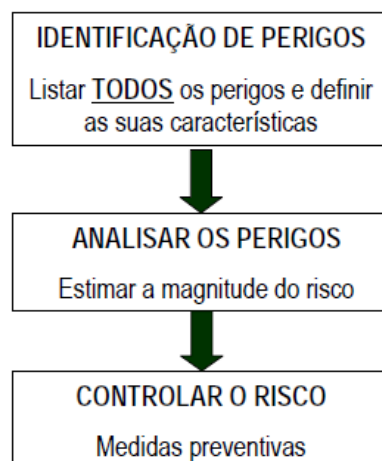 IDENTIFICAÇÃO DE PERIGOS
Listar TODOS os perigos e definir
as suas características
ANALISAR OS PERIGOS
Estimar a magnitude do risco
CONTROLAR O RISCO
Medidas preventivas